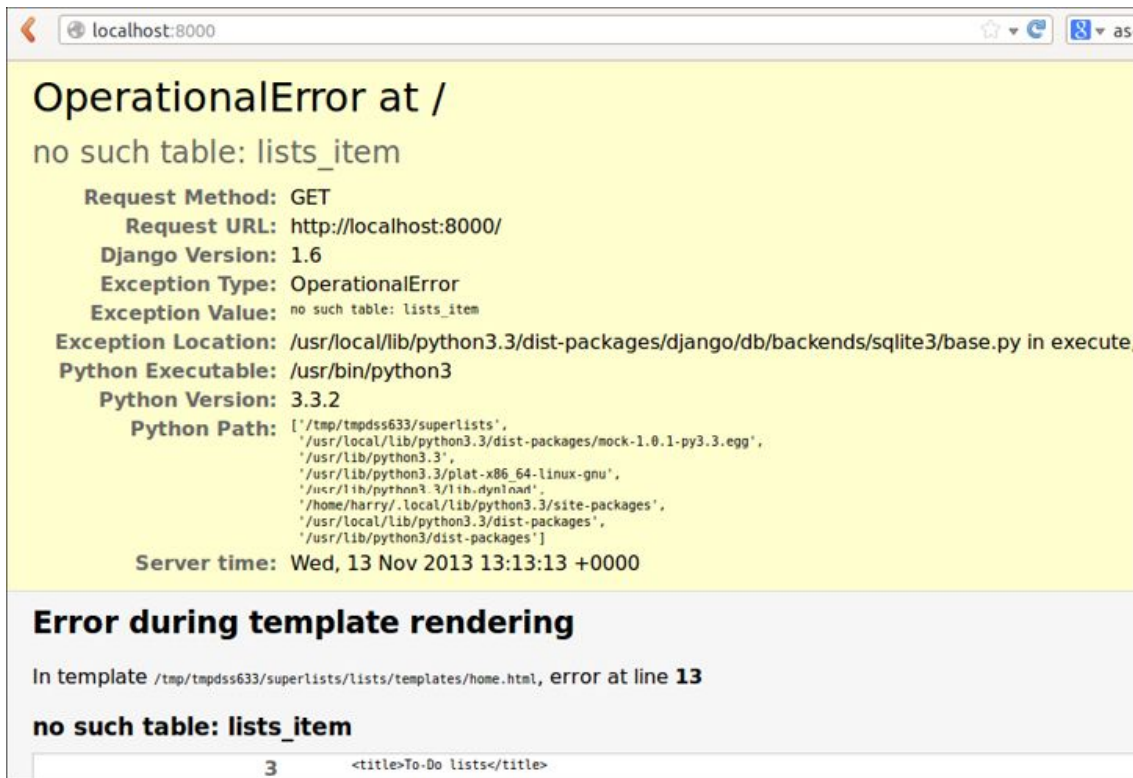 localhost:8000
as
OperationalError at /
no such table: lists_item
Request Method: GET
Request URL: http://localhost:8000/
Django Version: 1.6
Exception Type: OperationalError
Exception Value: no such table: lists_item
Exception Location: /usr/local/lib/python3.3/dist-packages/django/db/backends/sqlite3/base.py in execute,
Python Executable: /usr/bin/python3
Python Version: 3.3.2
Python Path: ['/tmp/tmpdss633/superlists',
'/usr/local/lib/python3.3/dist-packages/mock-1.0.1-py3.3.egg',
'/usr/lib/python3.3',
'/usr/lib/python3.3/plat-x86_64-linux-gnu',
'/usr/lib/python3.3/lib-dynload',
'/home/harry/.local/lib/python3.3/site-packages',
'/usr/local/lib/python3.3/dist-packages',
'/usr/lib/python3/dist-packages']
Server time: Wed, 13 Nov 2013 13:13:13 +0000
Error during template rendering
In template /tmp/tmpdss633/superlists/lists/templates/home.html, error at line 13
no such table: lists_item
3 <title>To-Do lists</title>